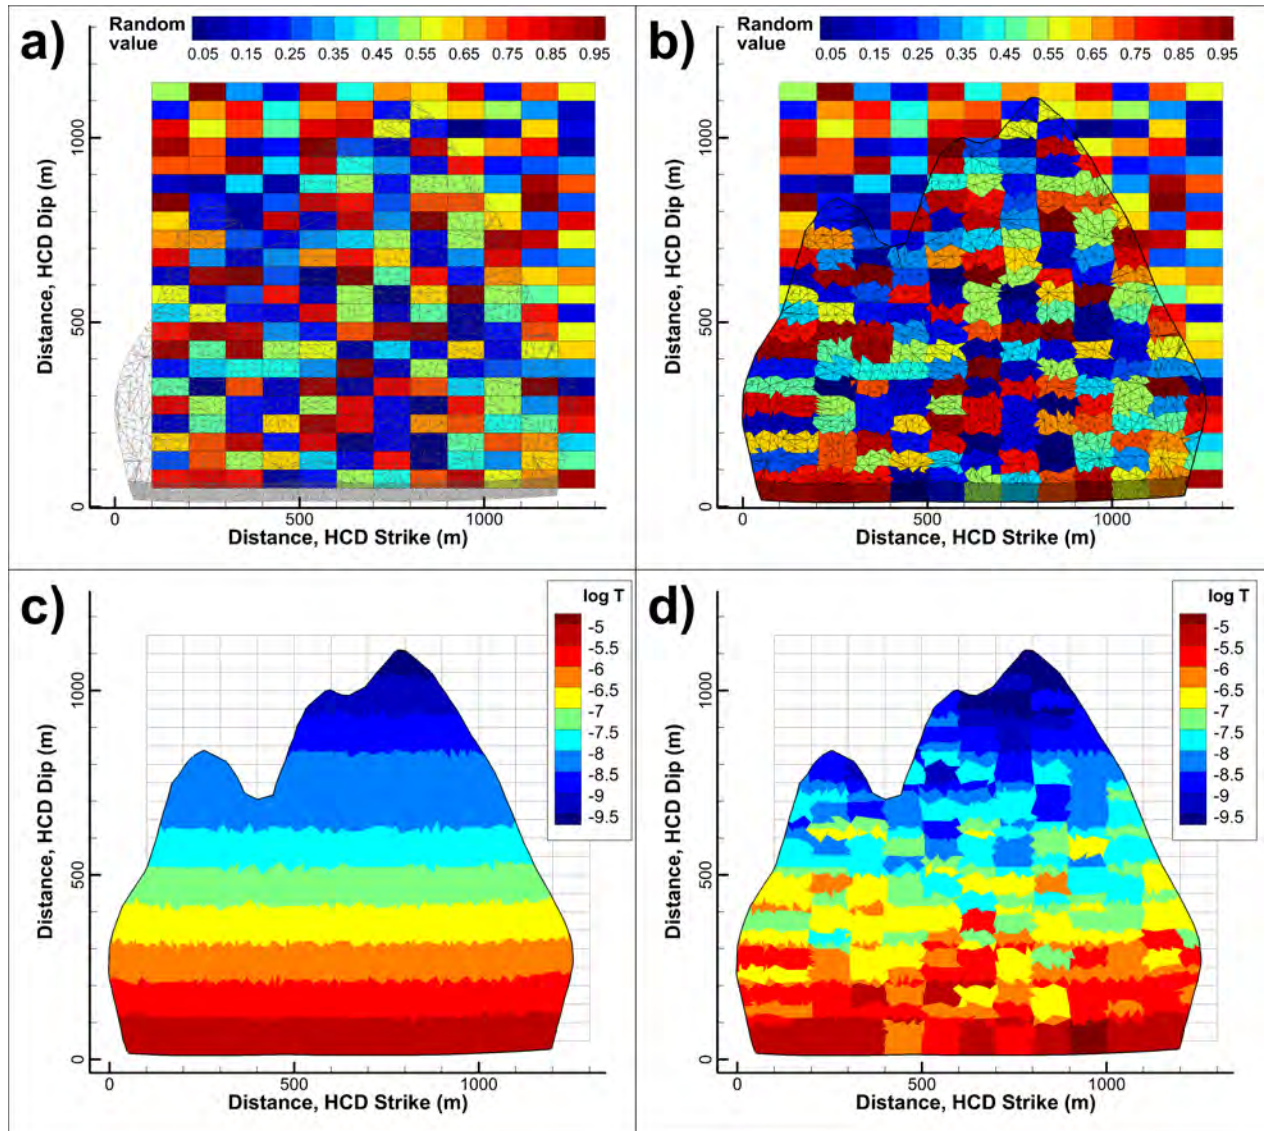 a)
Random value
0.05 0.15 0.25 0.35 0.45 0.55 0.65 0.75 0.85 0.95
Distance, HCD Dip (m)
1000
500
0
0 500 1000
Distance, HCD Strike (m)
b)
Random value
0.05 0.15 0.25 0.35 0.45 0.55 0.65 0.75 0.85 0.95
Distance, HCD Dip (m)
1000
500
0
0 500 1000
Distance, HCD Strike (m)
c)
log T
-5
-5.5
-6
-6.5
-7
-8
-8.5
-9
-9.5
Distance, HCD Dip (m)
1000
500
0
0 500 1000
Distance, HCD Strike (m)
d)
log T
-5
-5.5
-6
-6.5
-7
-8
-8.5
-9
-9.5
Distance, HCD Dip (m)
1000
500
0
0 500 1000
Distance, HCD Strike (m)